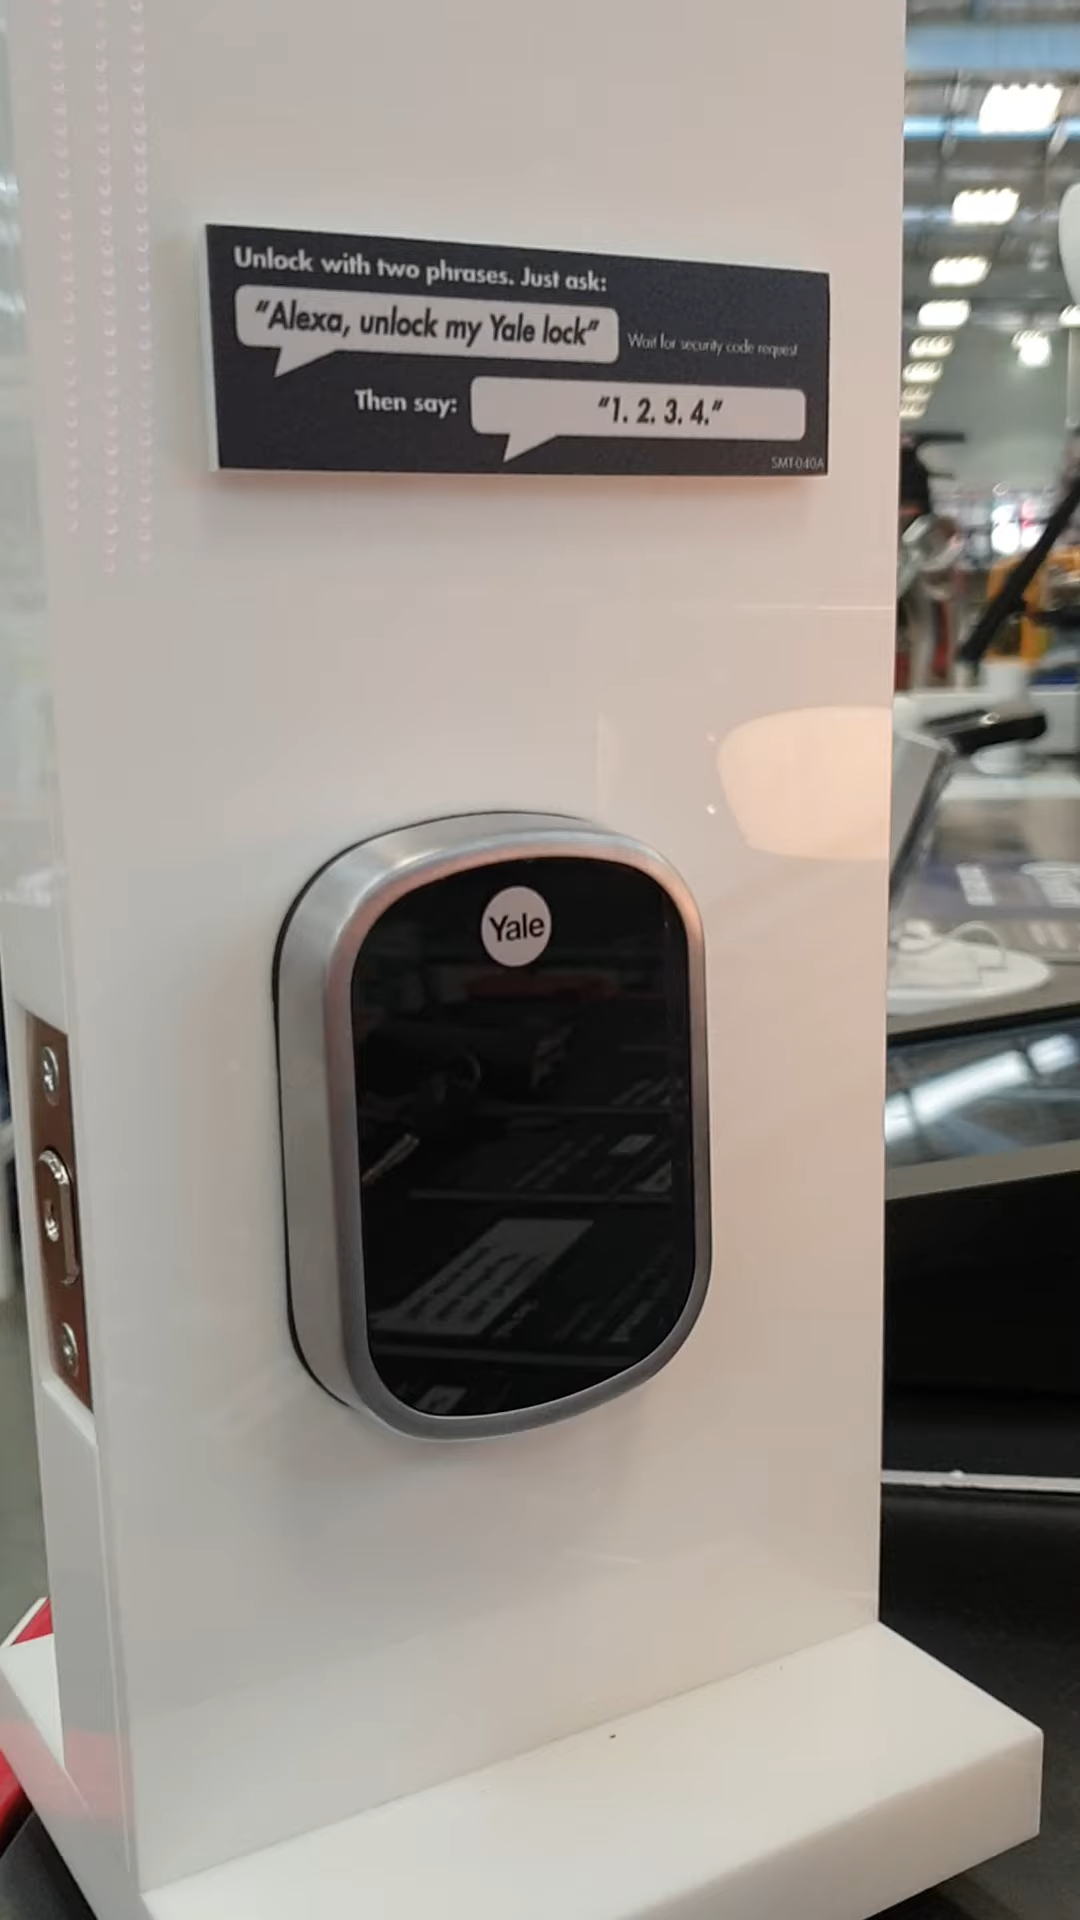 Unlock with two phrases. Just ask:
"Alexa, unlock my Yale lock"
Wait for security code request
Then say:
"1. 2. 3. 4."
SMT-040A
Yale